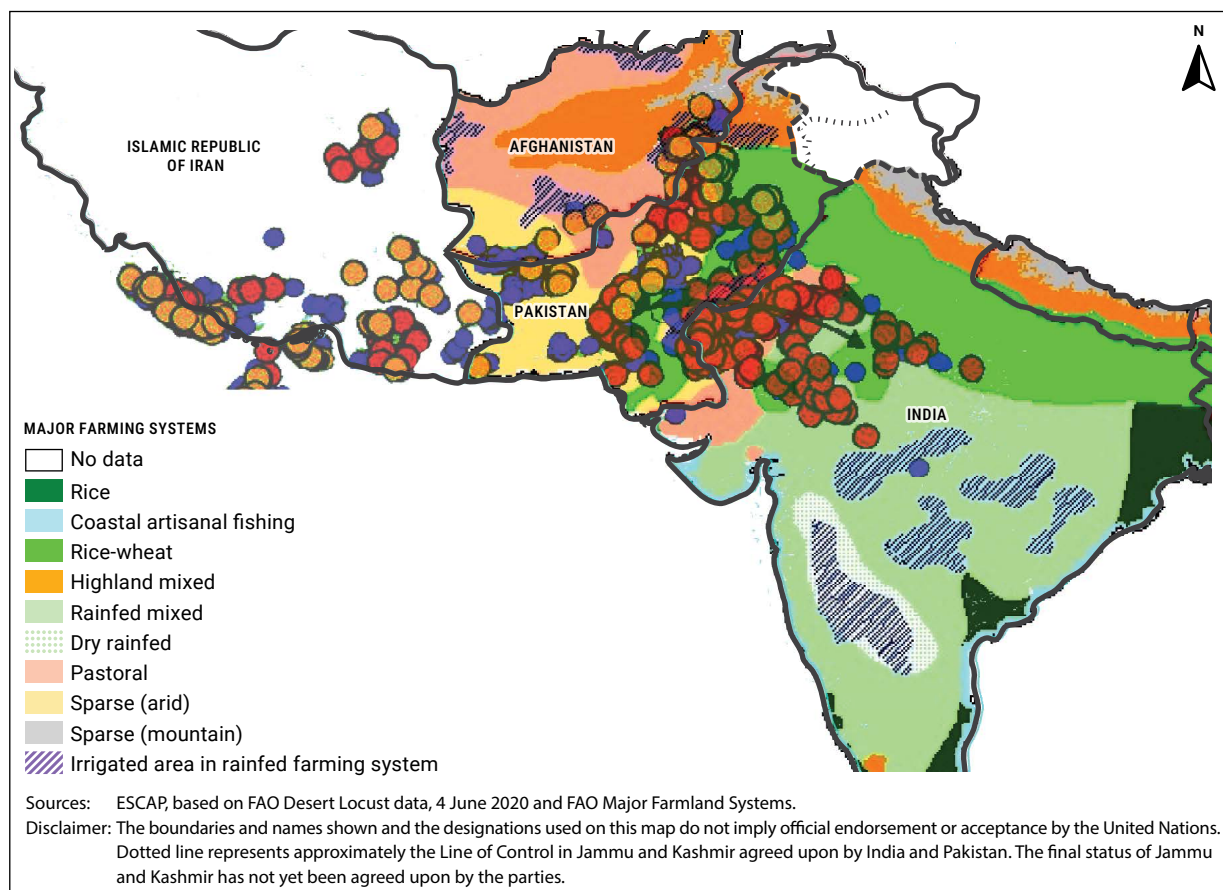 N
ISLAMIC REPUBLIC
OF IRAN
AFGHANISTAN
PAKISTAN
INDIA
MAJOR FARMING SYSTEMS
No data
Rice
Coastal artisanal fishing
Rice-wheat
Highland mixed
Rainfed mixed
Dry rainfed
Pastoral
Sparse (arid)
Sparse (mountain)
Irrigated area in rainfed farming system
Sources: ESCAP, based on FAO Desert Locust data, 4 June 2020 and FAO Major Farmland Systems.
Disclaimer: The boundaries and names shown and the designations used on this map do not imply official endorsement or acceptance by the United Nations.
Dotted line represents approximately the Line of Control in Jammu and Kashmir agreed upon by India and Pakistan. The final status of Jammu
and Kashmir has not yet been agreed upon by the parties.